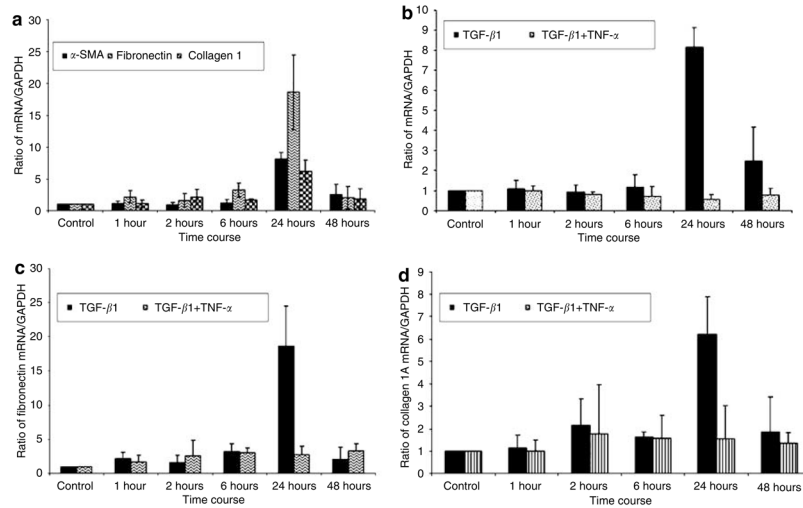 a
30
25
20
15
10
5
0
Ratio of mRNA/GAPDH
α-SMA Fibronectin Collagen 1
Control 1 hour 2 hours 6 hours 24 hours 48 hours
Time course
b
10
9
8
7
6
5
4
3
2
1
0
Ratio of mRNA/GAPDH
TGF-β1 TGF-β1+TNF-α
Control 1 hour 2 hours 6 hours 24 hours 48 hours
Time course
c
30
25
20
15
10
5
0
Ratio of fibronectin mRNA/GAPDH
TGF-β1 TGF-β1+TNF-α
Control 1 hour 2 hours 6 hours 24 hours 48 hours
Time course
d
9
8
7
6
5
4
3
2
1
0
Ratio of collagen 1A mRNA/GAPDH
TGF-β1 TGF-β1+TNF-α
Control 1 hour 2 hours 6 hours 24 hours 48 hours
Time course